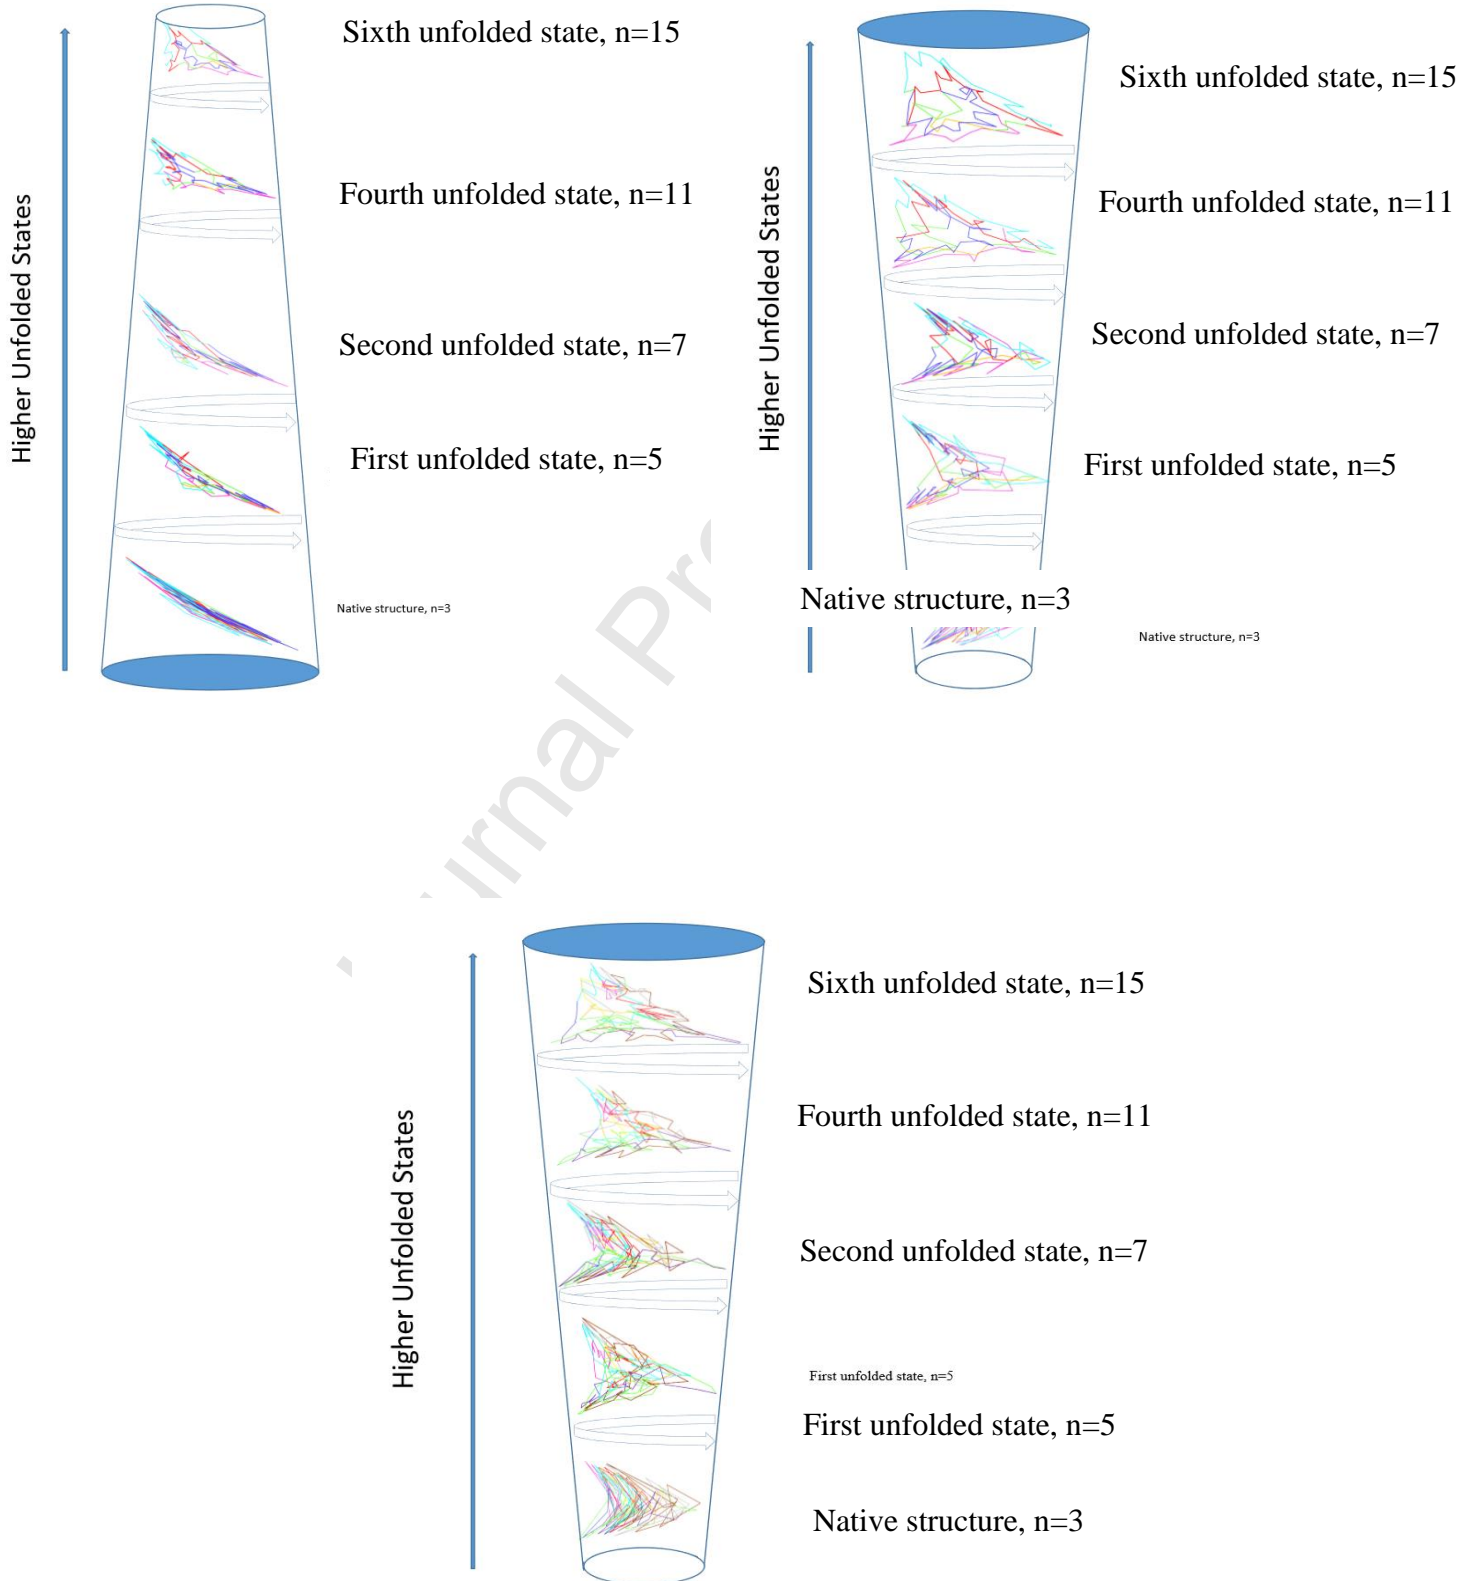 Higher Unfolded States
Sixth unfolded state, n=15
Fourth unfolded state, n=11
Second unfolded state, n=7
First unfolded state, n=5
Native structure, n=3
Higher Unfolded States
Sixth unfolded state, n=15
Fourth unfolded state, n=11
Second unfolded state, n=7
First unfolded state, n=5
Native structure, n=3
Native structure, n=3
Higher Unfolded States
Sixth unfolded state, n=15
Fourth unfolded state, n=11
Second unfolded state, n=7
First unfolded state, n=5
First unfolded state, n=5
Native structure, n=3